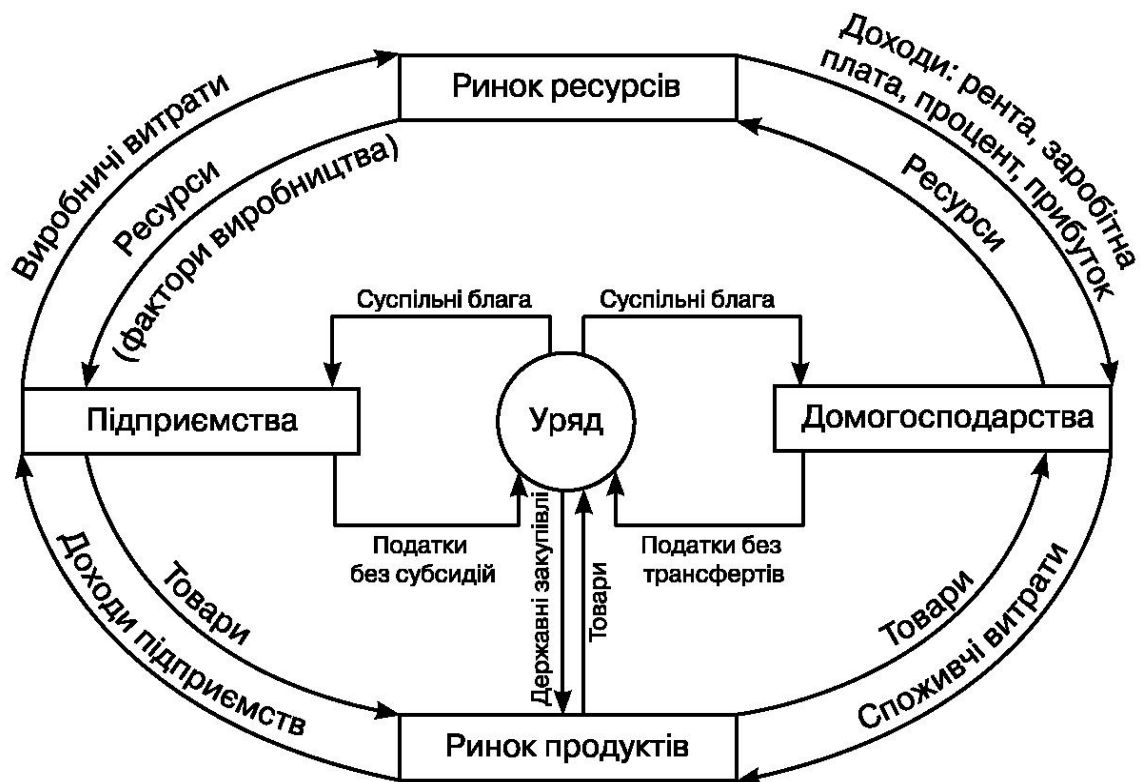 Ринок ресурсів
Доходи: рента, заробітна
плата, процент, прибуток
Виробничі витрати
Ресурси
(фактори виробництва)
Ресурси
Суспільні блага
Суспільні блага
Підприємства
Уряд
Домогосподарства
Податки
без субсидій
Державні закупівлі
Товари
Податки без
трансфертів
Доходи підприємств
Товари
Товари
Споживчі витрати
Ринок продуктів